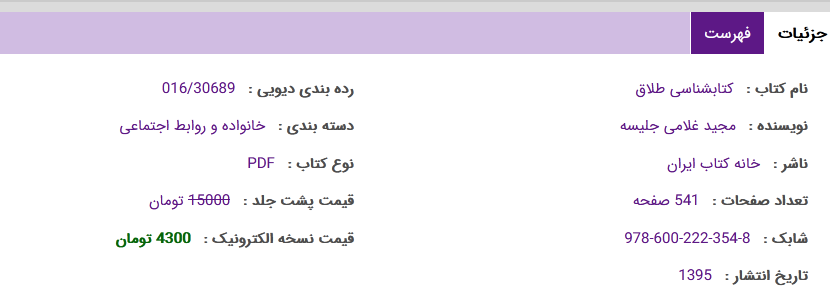 جزئیات
فهرست
نام کتاب : کتابشناسی طلاق
رده بندی دیویی : 016/30689
نویسنده : مجید غلامی جلیسه
دسته بندی : خانواده و روابط اجتماعی
ناشر : خانه کتاب ایران
نوع کتاب : PDF
تعداد صفحات : 541 صفحه
قیمت پشت جلد : 15000 تومان
شابک : 978-600-222-354-8
قیمت نسخه الکترونیک : 4300 تومان
تاریخ انتشار : 1395